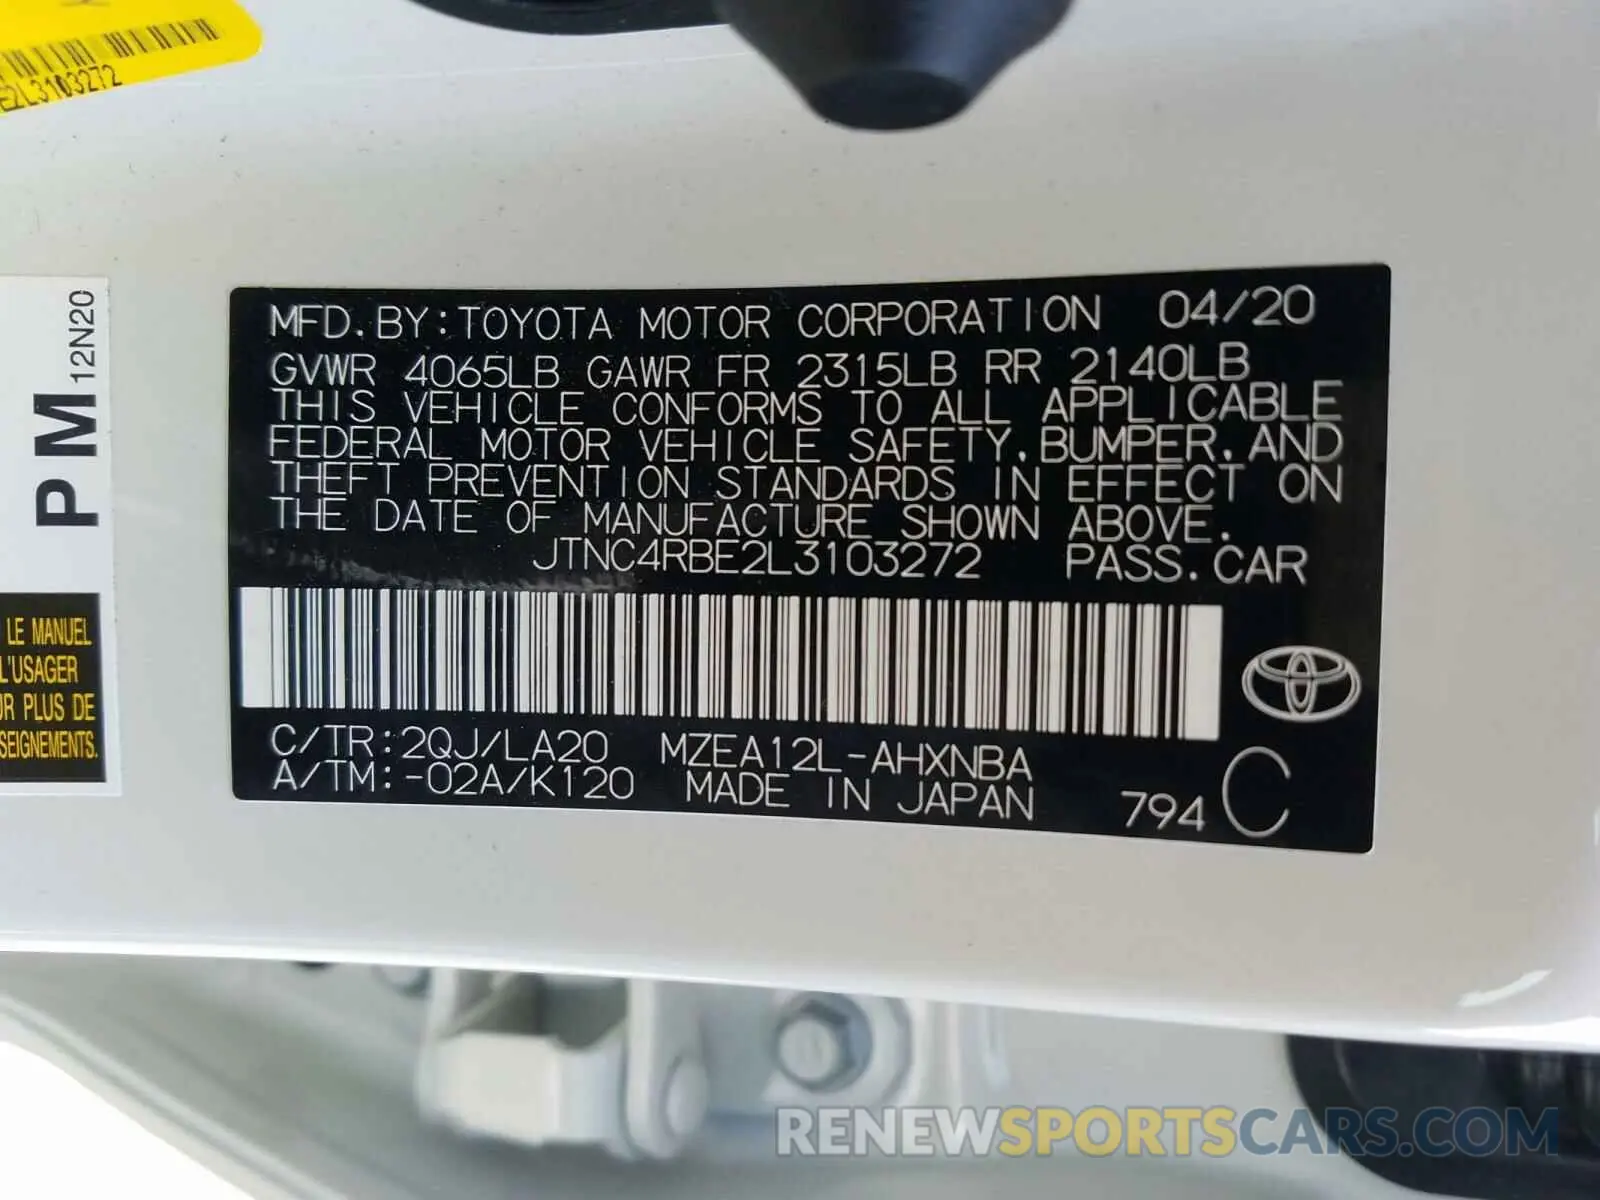 E2L3103272
MFD.BY:TOYOTA MOTOR CORPORATION 04/20
GVWR 4065LB GAWR FR 2315LB RR 2140LB
THIS VEHICLE CONFORMS TO ALL APPLICABLE
FEDERAL MOTOR VEHICLE SAFETY,BUMPER,AND
THEFT PREVENTION STANDARDS IN EFFECT ON
THE DATE OF MANUFACTURE SHOWN ABOVE.
JTNC4RBE2L3103272 PASS.CAR
C/TR:2QJ/LA20 MZEA12L-AHXNBA
A/TM:-02A/K120 MADE IN JAPAN 794 C
PM 12N20
LE MANUEL
L'USAGER
UR PLUS DE
SEIGNEMENTS.
RENEWSPORTSCARS.COM